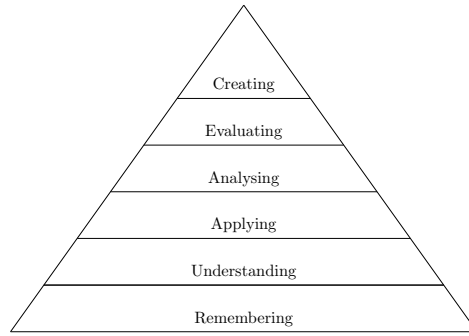 Creating
Evaluating
Analysing
Applying
Understanding
Remembering